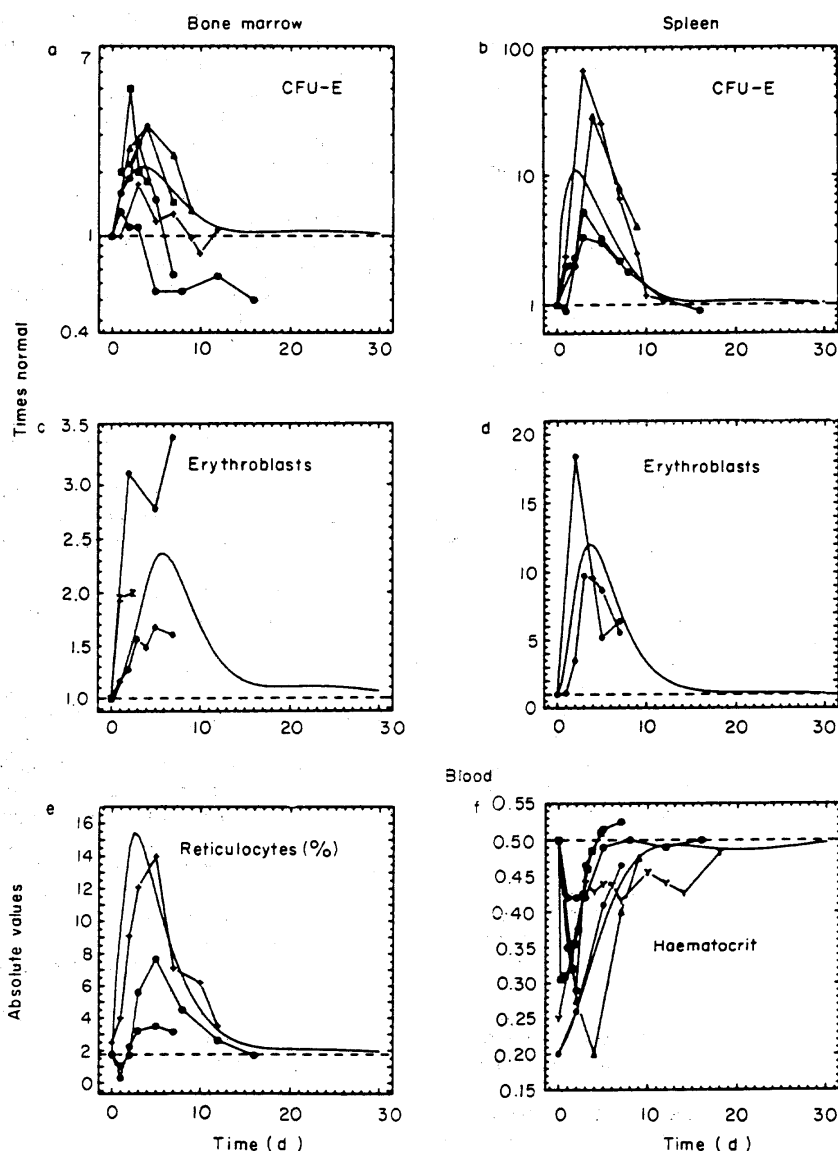 Bone marrow
Spleen
a
7
CFU-E
1
0.4
0 10 20 30
b
100
CFU-E
10
1
0 10 20 30
Times normal
c
3.5
Erythroblasts
3.0
2.5
2.0
1.5
1.0
0 10 20 30
d
20
Erythroblasts
15
10
5
0
0 10 20 30
Blood
e
16
Reticulocytes (%)
14
12
10
8
6
4
2
0
0 10 20 30
Time (d)
Absolute values
f
0.55
0.50
0.45
0.40
0.35
Haematocrit
0.30
0.25
0.20
0.15
0 10 20 30
Time (d)